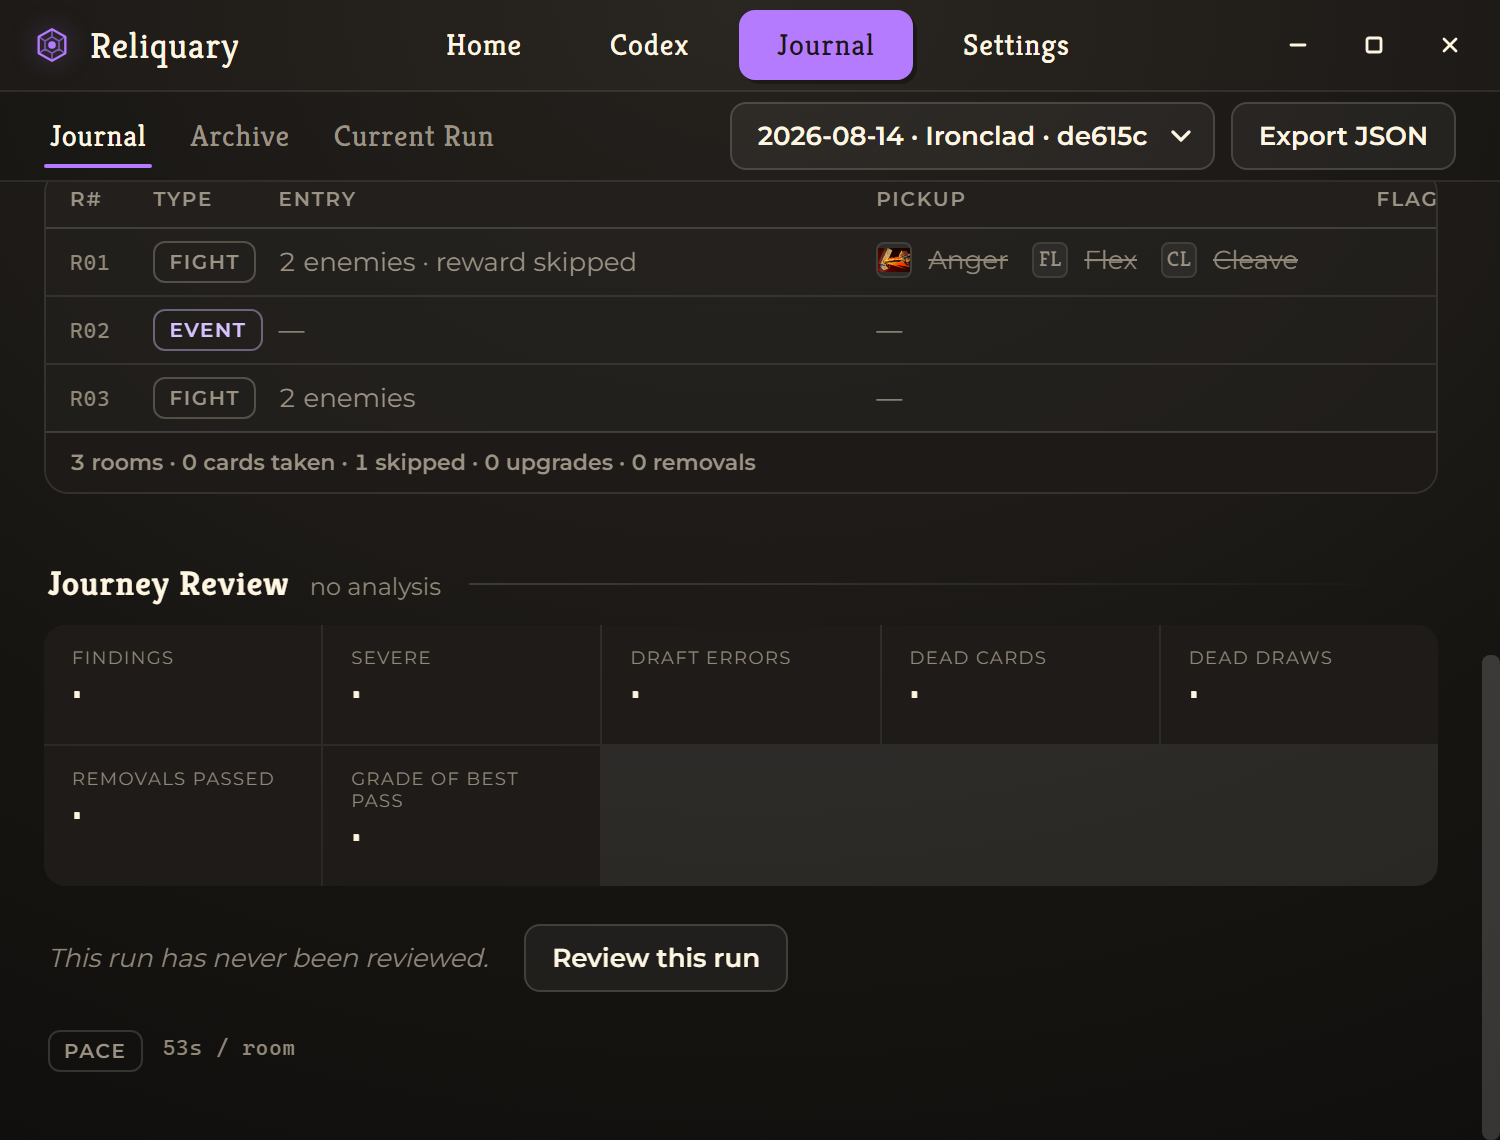 Reliquary
Home Codex Journal Settings
Journal Archive Current Run
2026-08-14 · Ironclad · de615c
Export JSON
R# TYPE ENTRY PICKUP FLAG
R01 FIGHT 2 enemies · reward skipped Anger FL Flex CL Cleave
R02 EVENT — —
R03 FIGHT 2 enemies —
3 rooms · 0 cards taken · 1 skipped · 0 upgrades · 0 removals
Journey Review no analysis
FINDINGS SEVERE DRAFT ERRORS DEAD CARDS DEAD DRAWS
· · · · ·
REMOVALS PASSED GRADE OF BEST
PASS
· ·
This run has never been reviewed. Review this run
PACE 53s / room